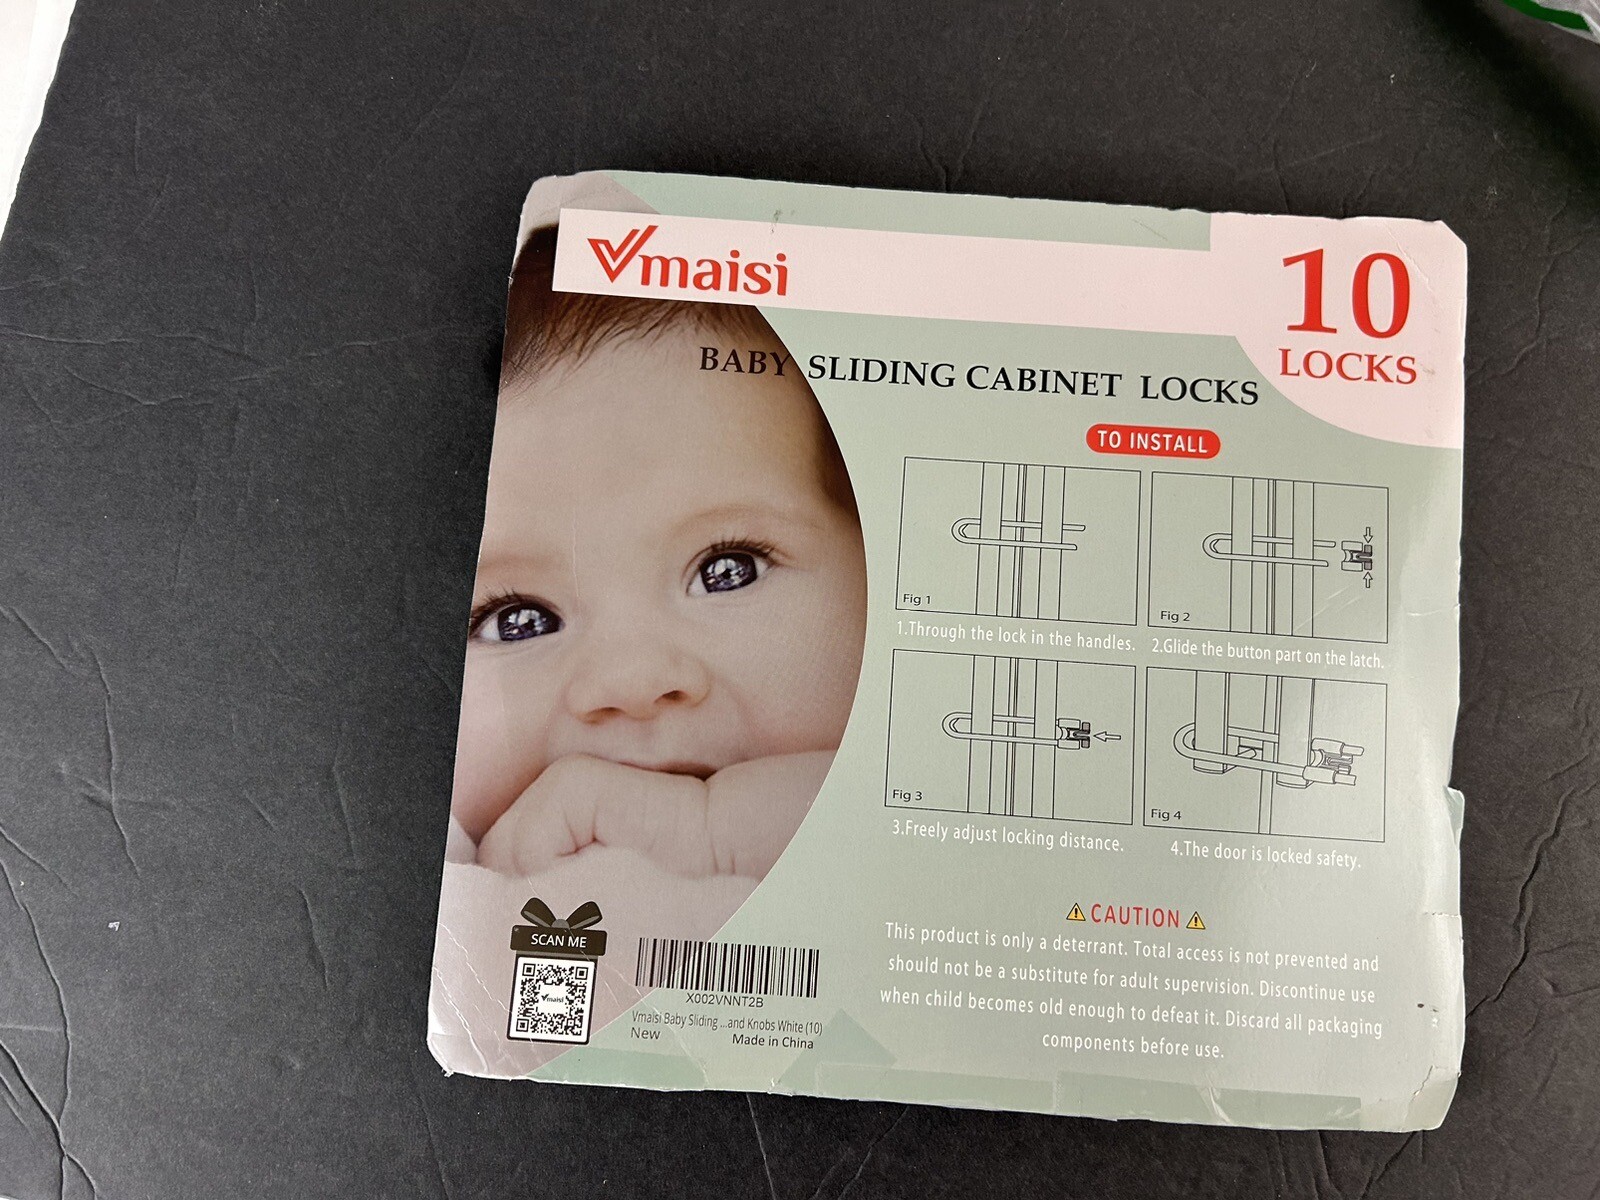 Vmaisi
10
LOCKS
BABY SLIDING CABINET LOCKS
TO INSTALL
Fig 1
1.Through the lock in the handles.
Fig 2
2.Glide the button part on the latch.
Fig 3
3.Freely adjust locking distance.
Fig 4
4.The door is locked safety.
CAUTION
This product is only a deterrant. Total access is not prevented and
should not be a substitute for adult supervision. Discontinue use
when child becomes old enough to defeat it. Discard all packaging
components before use.
SCAN ME
Vmaisi
X002VNNT2B
Vmaisi Baby Sliding ...and Knobs White (10)
New
Made in China